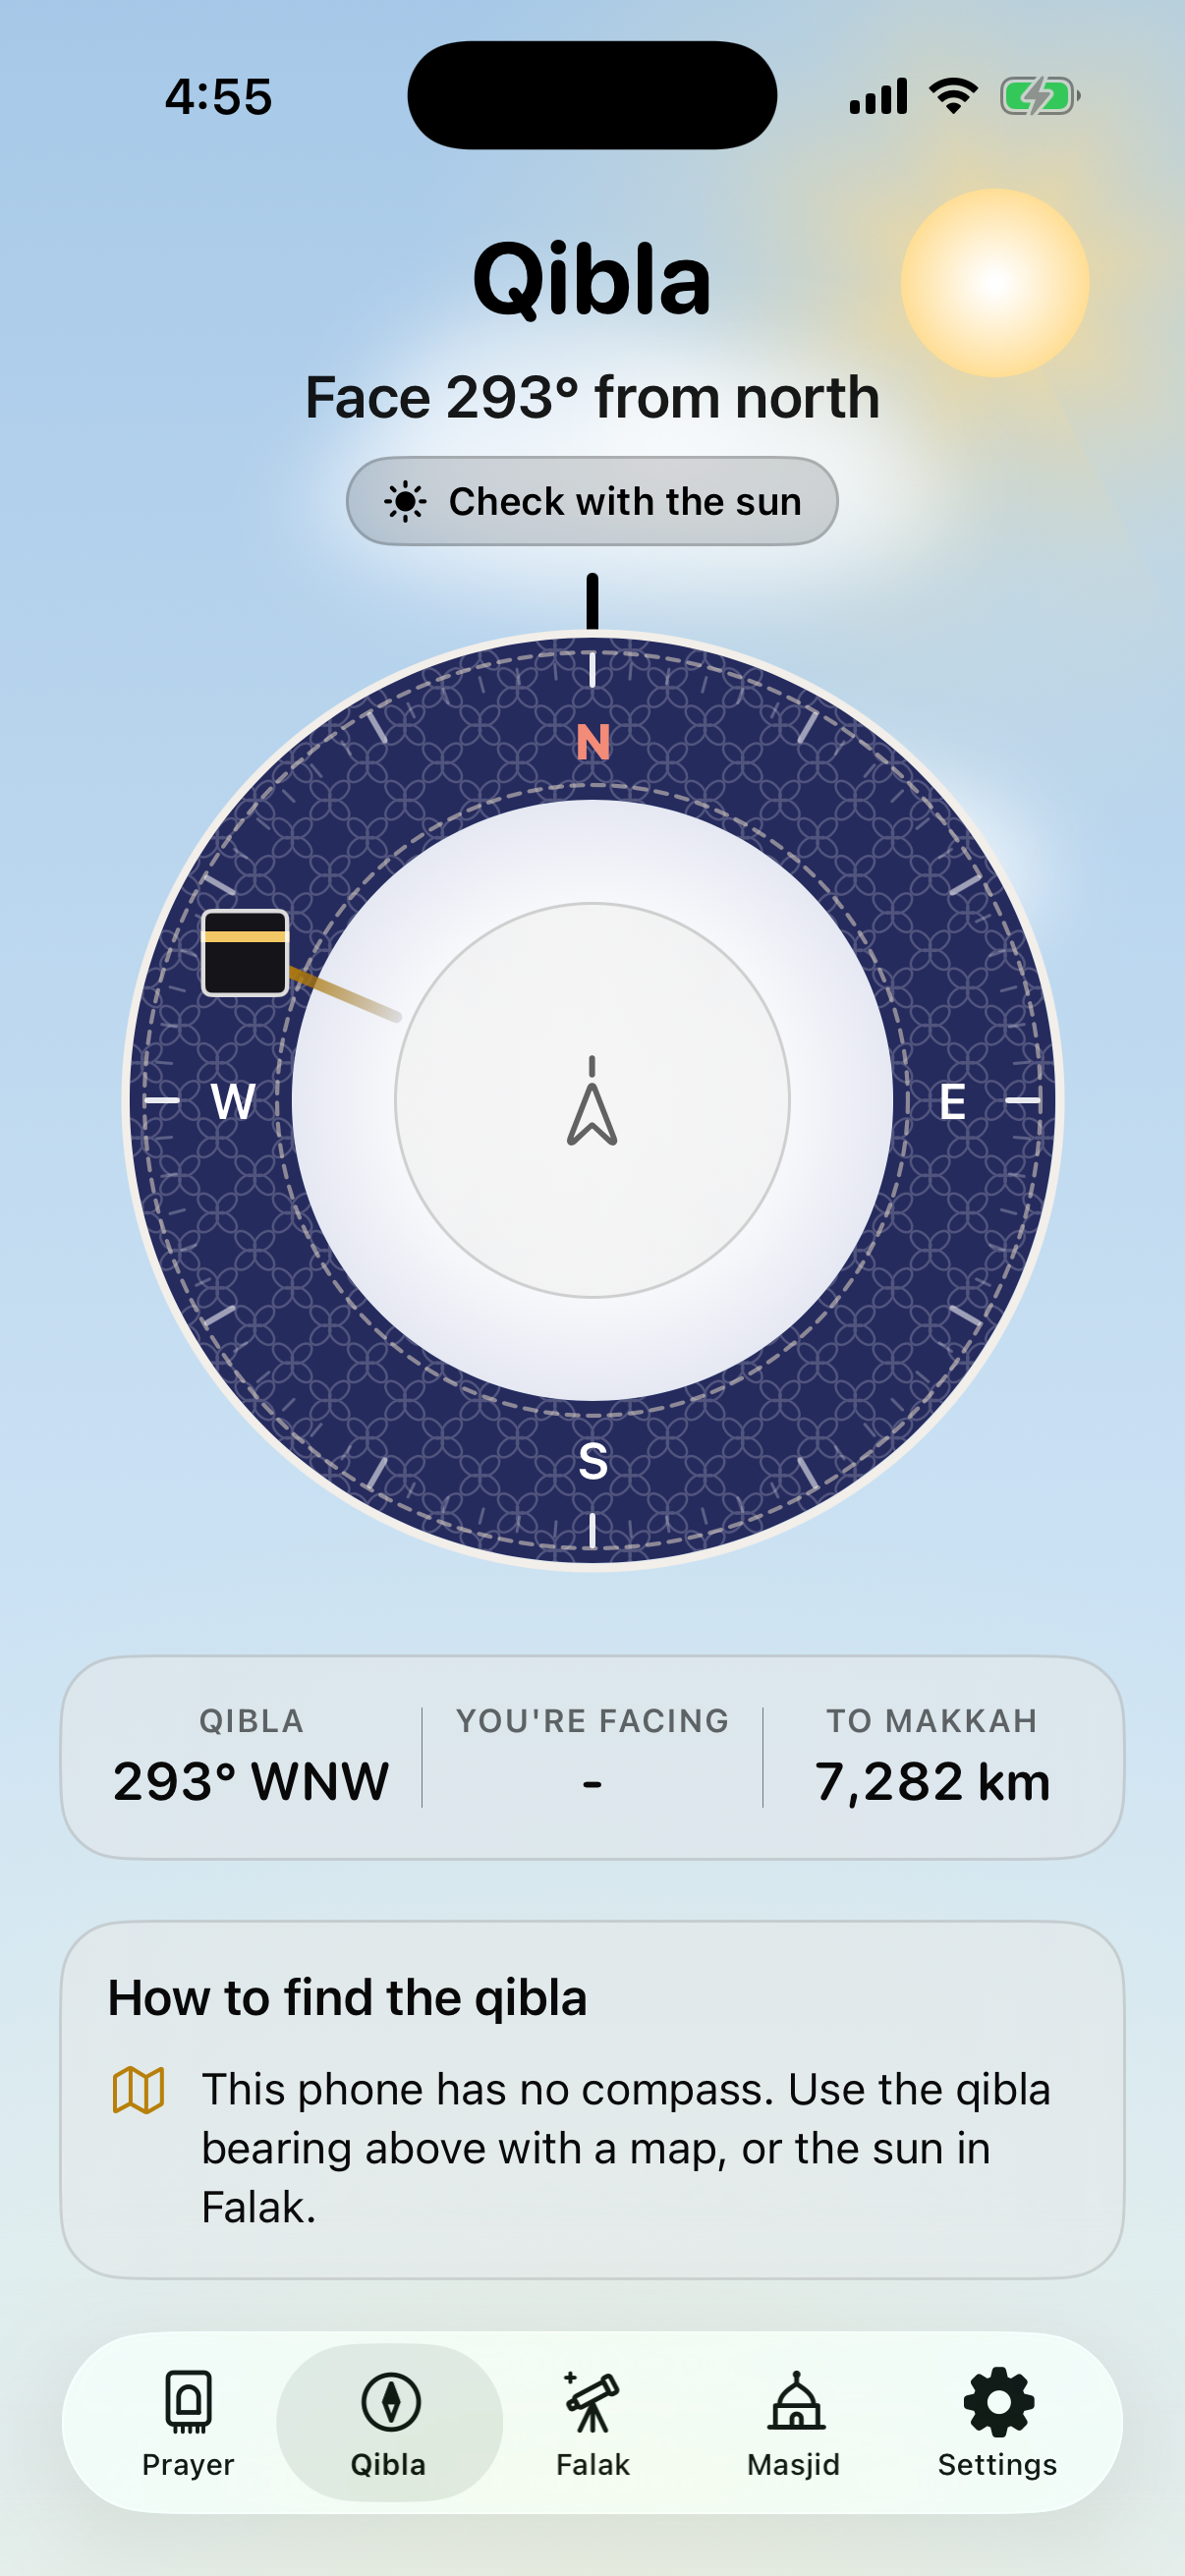 4:55
Qibla
Face 293° from north
Check with the sun
N
W
E
S
QIBLA
YOU'RE FACING
TO MAKKAH
293° WNW
-
7,282 km
How to find the qibla
This phone has no compass. Use the qibla
bearing above with a map, or the sun in
Falak.
Prayer
Qibla
Falak
Masjid
Settings